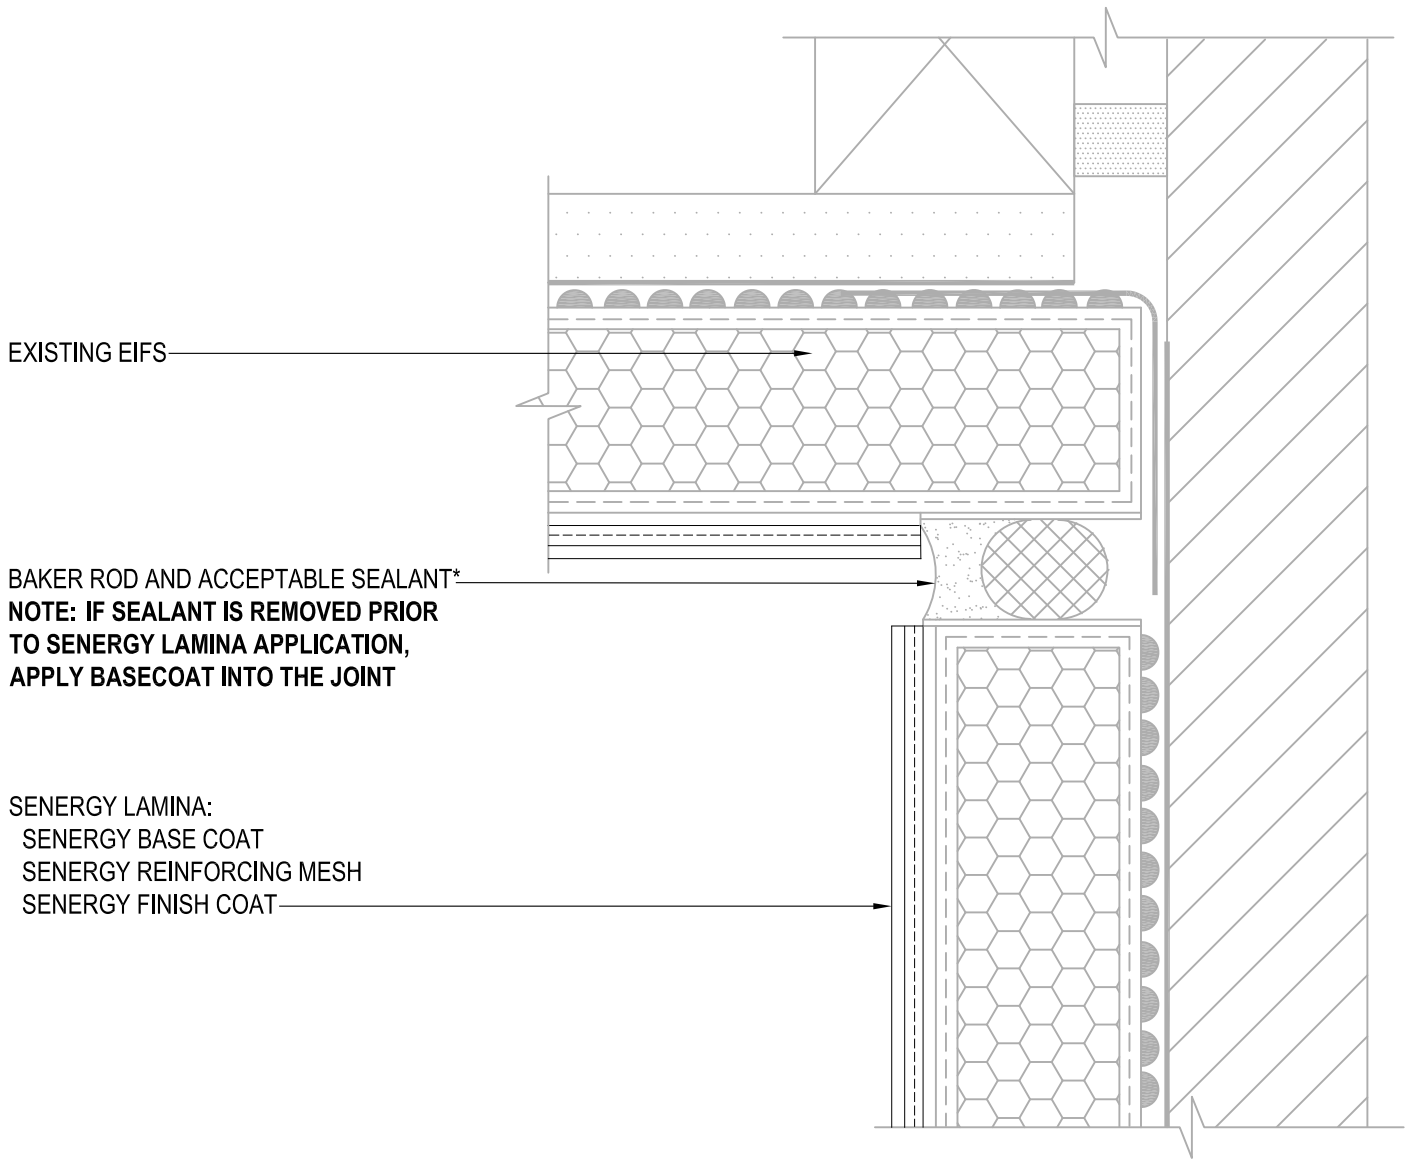 EXISTING EIFS
BAKER ROD AND ACCEPTABLE SEALANT*
NOTE: IF SEALANT IS REMOVED PRIOR
TO SENERGY LAMINA APPLICATION,
APPLY BASECOAT INTO THE JOINT
SENERGY LAMINA:
SENERGY BASE COAT
SENERGY REINFORCING MESH
SENERGY FINISH COAT